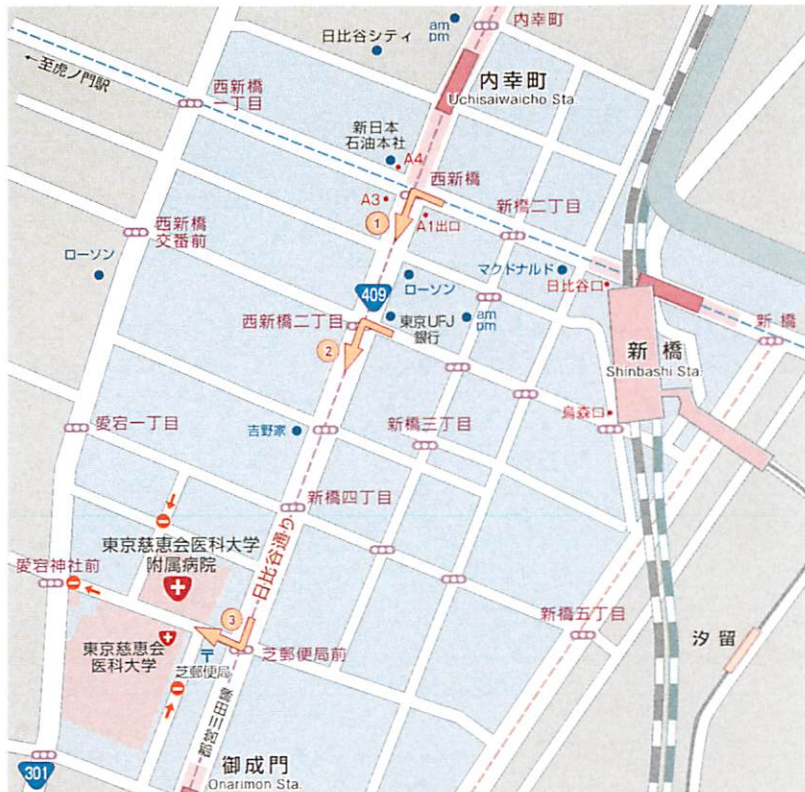 内幸町
am
pm
日比谷シティ
←至虎ノ門駅
内幸町
Uchisaiwaicho Sta.
西新橋
一丁目
新日本
石油本社
A4
西新橋
A3
①
A1出口
新橋二丁目
西新橋
交番前
ローソン
マクドナルド
日比谷口
ローソン
409
西新橋二丁目
東京UFJ
銀行
am
pm
新橋
新橋
Shinbashi Sta.
②
烏森口
愛宕一丁目
吉野家
新橋三丁目
新橋四丁目
日比谷通り
東京慈恵会医科大学
附属病院
愛宕神社前
③
新橋五丁目
東京慈恵会
医科大学
〒
芝郵便局
芝郵便局前
汐留
都営三田線
御成門
Onarimon Sta.
301